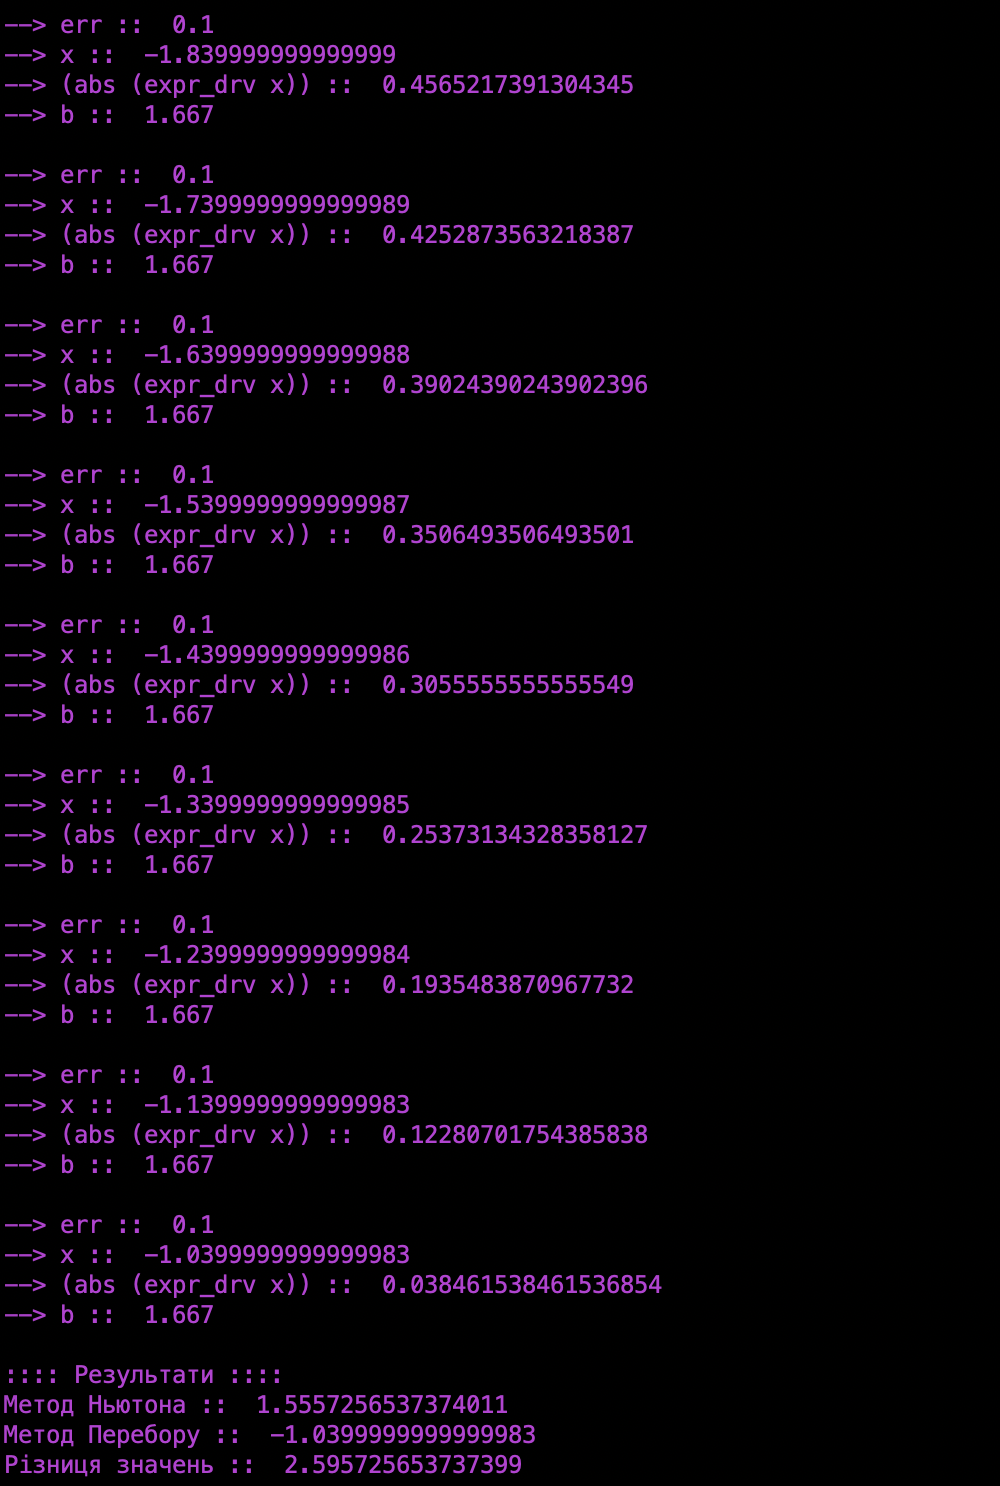 --> err ::  0.1
--> x ::  -1.839999999999999
--> (abs (expr_drv x)) ::  0.4565217391304345
--> b ::  1.667
--> err ::  0.1
--> x ::  -1.7399999999999989
--> (abs (expr_drv x)) ::  0.4252873563218387
--> b ::  1.667
--> err ::  0.1
--> x ::  -1.6399999999999988
--> (abs (expr_drv x)) ::  0.39024390243902396
--> b ::  1.667
--> err ::  0.1
--> x ::  -1.5399999999999987
--> (abs (expr_drv x)) ::  0.3506493506493501
--> b ::  1.667
--> err ::  0.1
--> x ::  -1.4399999999999986
--> (abs (expr_drv x)) ::  0.3055555555555549
--> b ::  1.667
--> err ::  0.1
--> x ::  -1.3399999999999985
--> (abs (expr_drv x)) ::  0.25373134328358127
--> b ::  1.667
--> err ::  0.1
--> x ::  -1.2399999999999984
--> (abs (expr_drv x)) ::  0.1935483870967732
--> b ::  1.667
--> err ::  0.1
--> x ::  -1.1399999999999983
--> (abs (expr_drv x)) ::  0.12280701754385838
--> b ::  1.667
--> err ::  0.1
--> x ::  -1.0399999999999983
--> (abs (expr_drv x)) ::  0.038461538461536854
--> b ::  1.667
:::: Результати ::::
Метод Ньютона ::  1.5557256537374011
Метод Перебору ::  -1.0399999999999983
Різниця значень ::  2.595725653737399